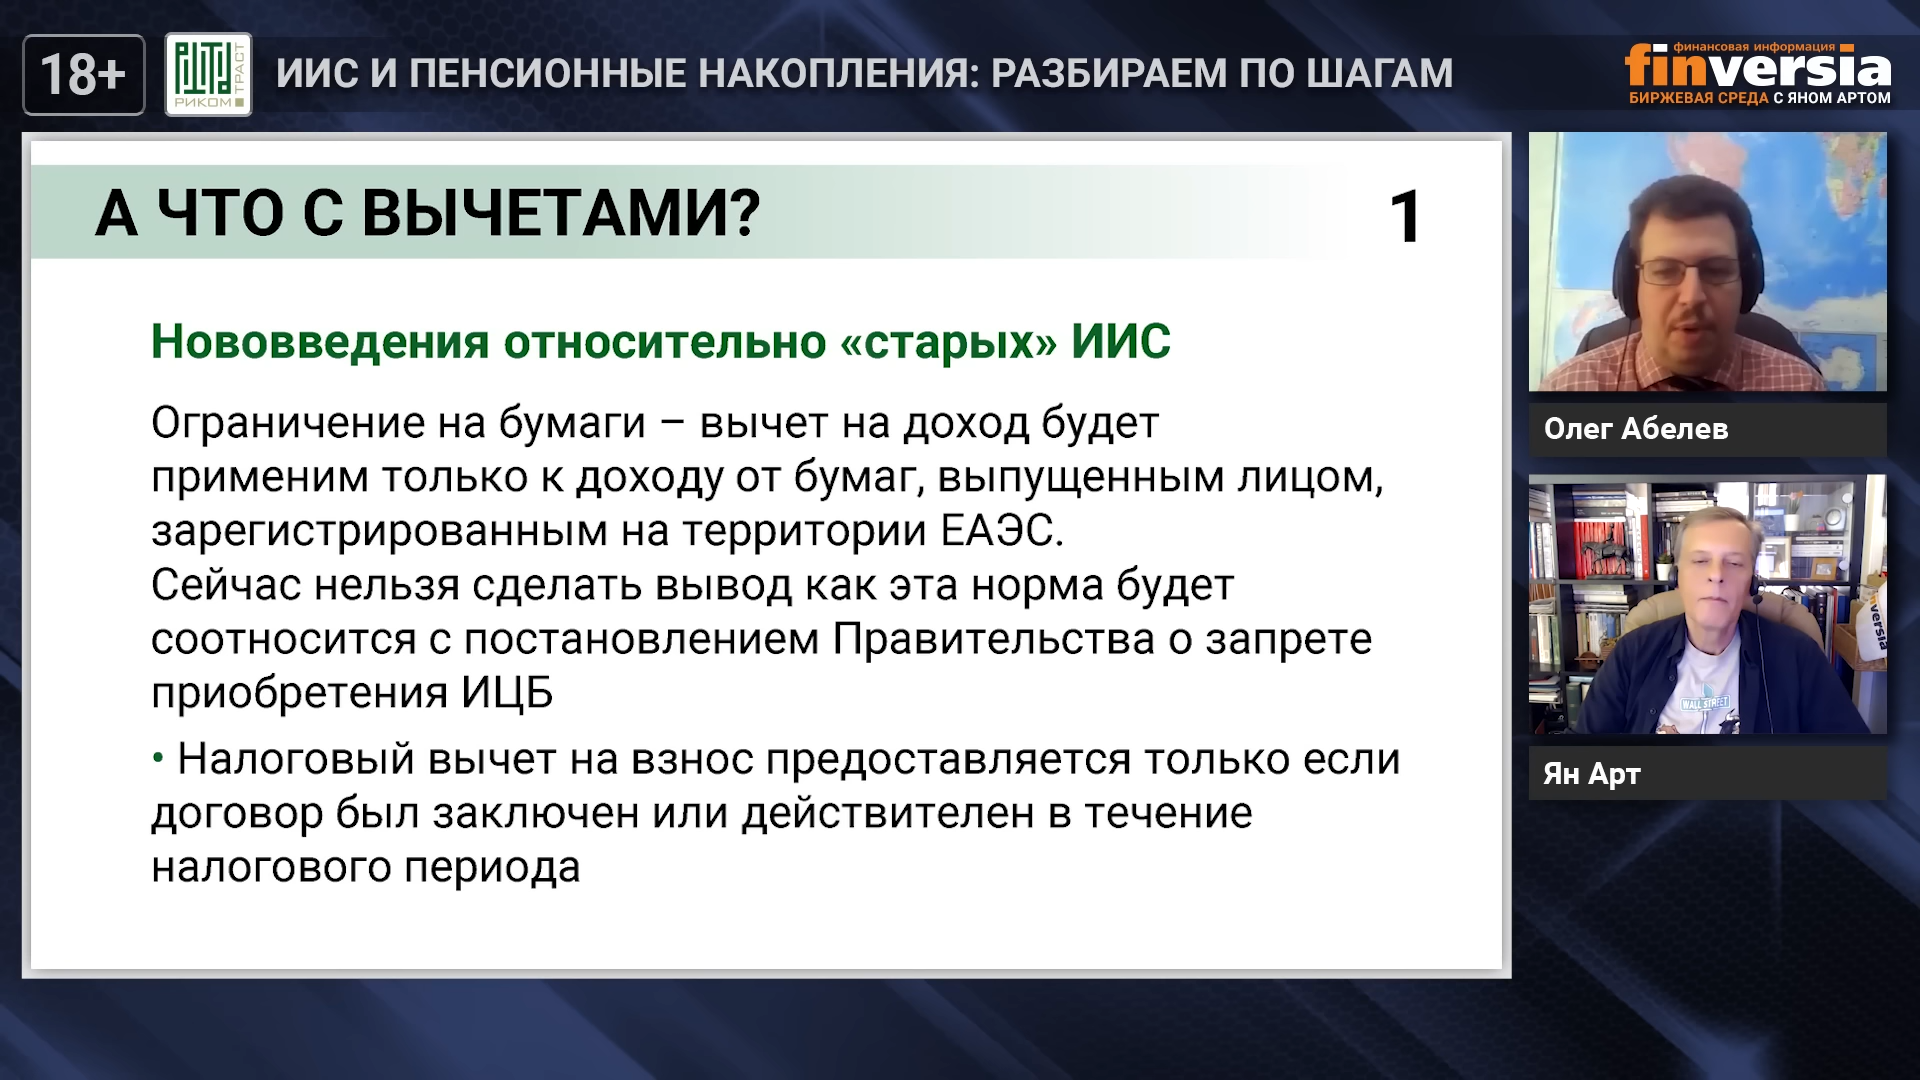 18+
РИКОМ
ТРАСТ
ИИС И ПЕНСИОННЫЕ НАКОПЛЕНИЯ: РАЗБИРАЕМ ПО ШАГАМ
финансовая информация
finversia
БИРЖЕВАЯ СРЕДА С ЯНОМ АРТОМ
А ЧТО С ВЫЧЕТАМИ?
1
Нововведения относительно «старых» ИИС
Ограничение на бумаги – вычет на доход будет
применим только к доходу от бумаг, выпущенным лицом,
зарегистрированным на территории ЕАЭС.
Сейчас нельзя сделать вывод как эта норма будет
соотносится с постановлением Правительства о запрете
приобретения ИЦБ
• Налоговый вычет на взнос предоставляется только если
договор был заключен или действителен в течение
налогового периода
Олег Абелев
WALL STREET
Ян Арт